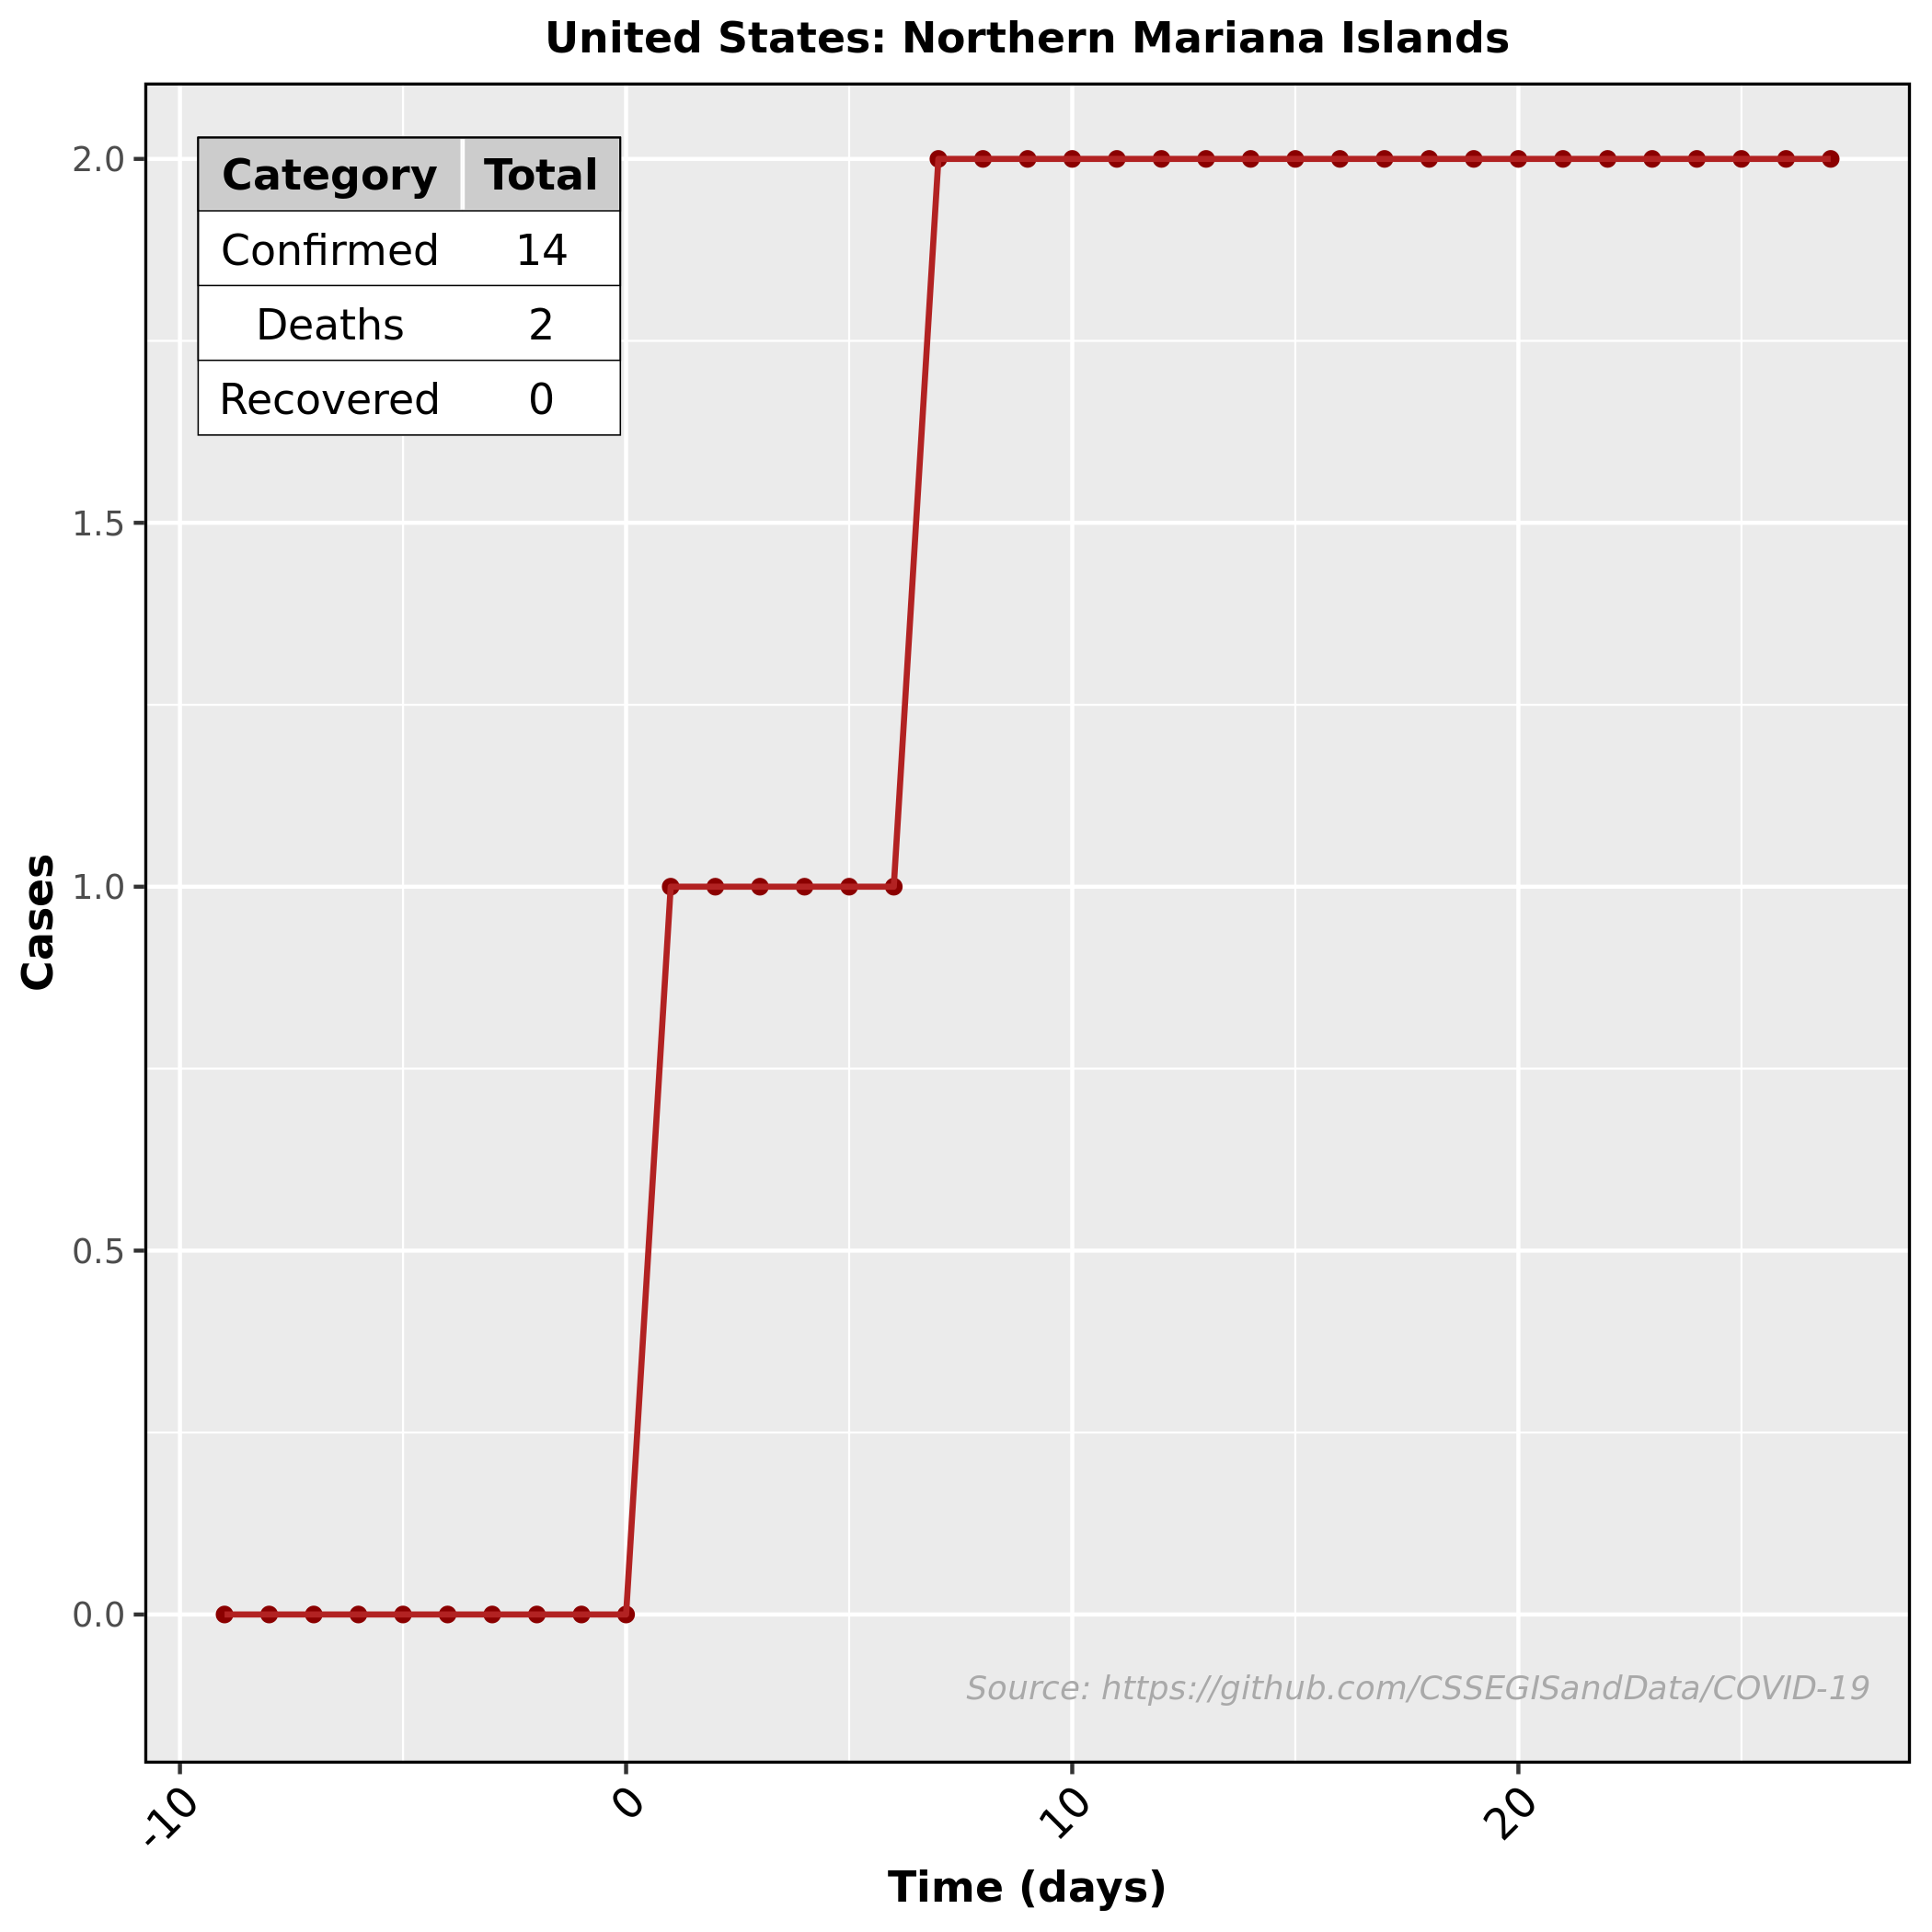 United States: Northern Mariana Islands
Category Total
Confirmed 14
Deaths 2
Recovered 0
2.0
1.5
1.0
0.5
0.0
Cases
Source: https://github.com/CSSEGISandData/COVID-19
-10 0 10 20
Time (days)